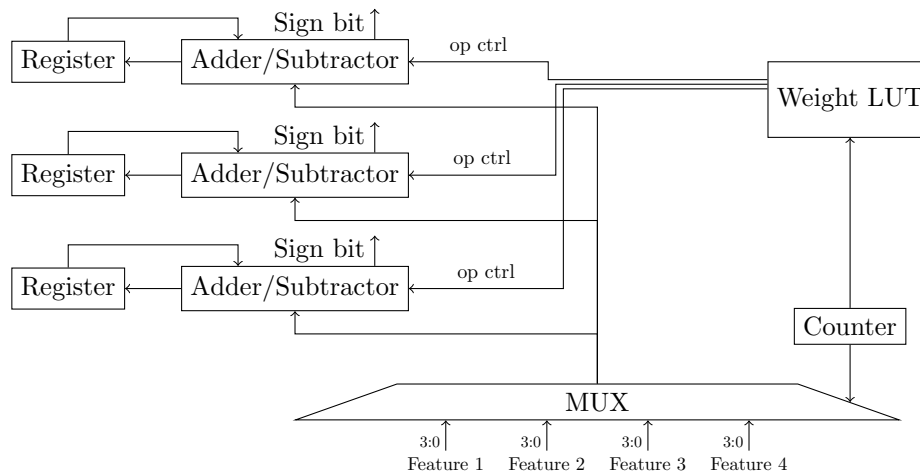 Sign bit
op ctrl
Register
Adder/Subtractor
Weight LUT
Sign bit
op ctrl
Register
Adder/Subtractor
Sign bit
op ctrl
Register
Adder/Subtractor
Counter
MUX
3:0 3:0 3:0 3:0
Feature 1 Feature 2 Feature 3 Feature 4